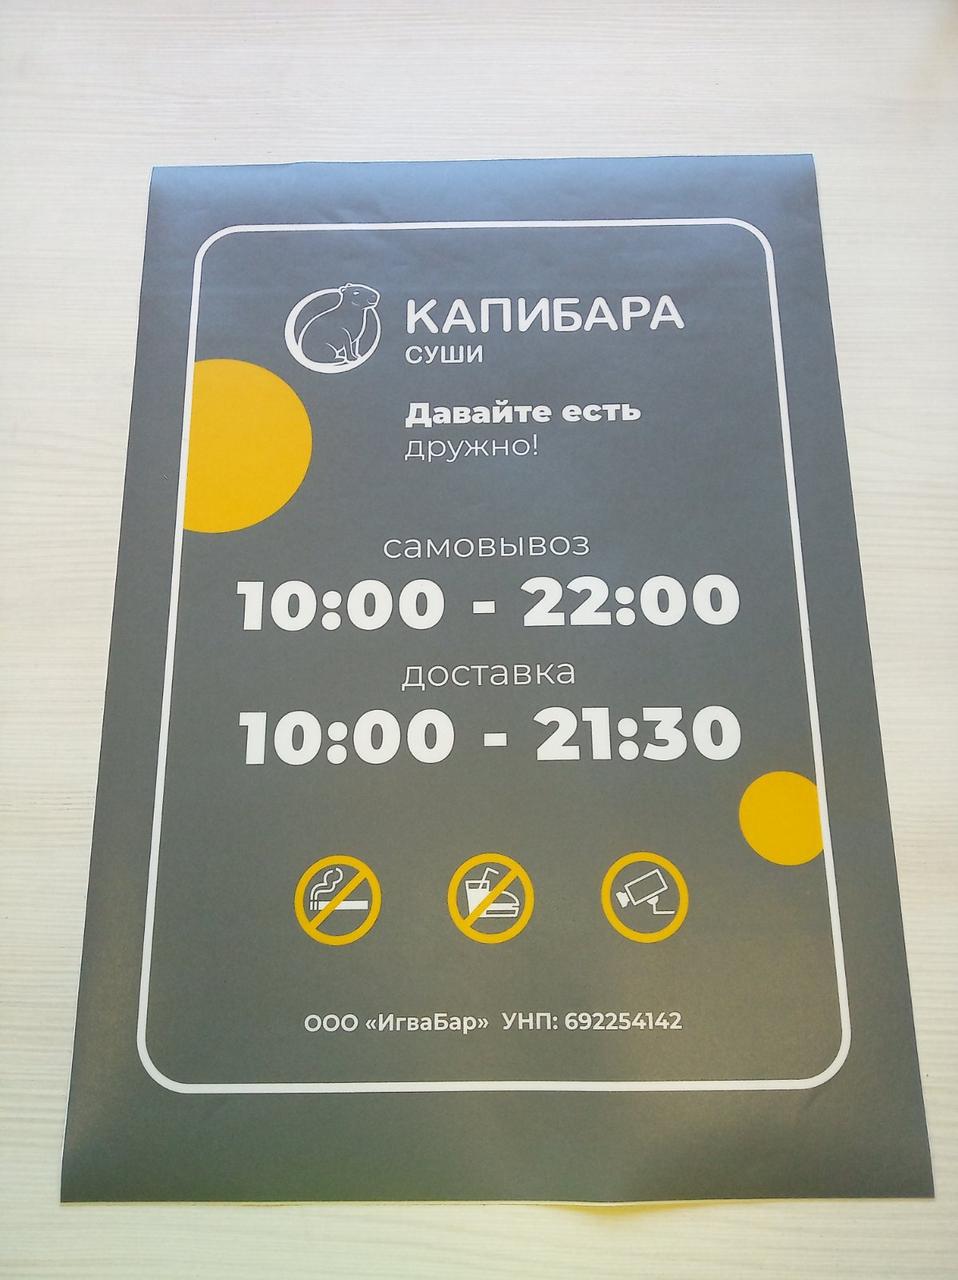 КАПИБАРА
СУШИ
Давайте есть
дружно!
самовывоз
10:00 - 22:00
доставка
10:00 - 21:30
ООО «ИгваБар» УНП: 692254142